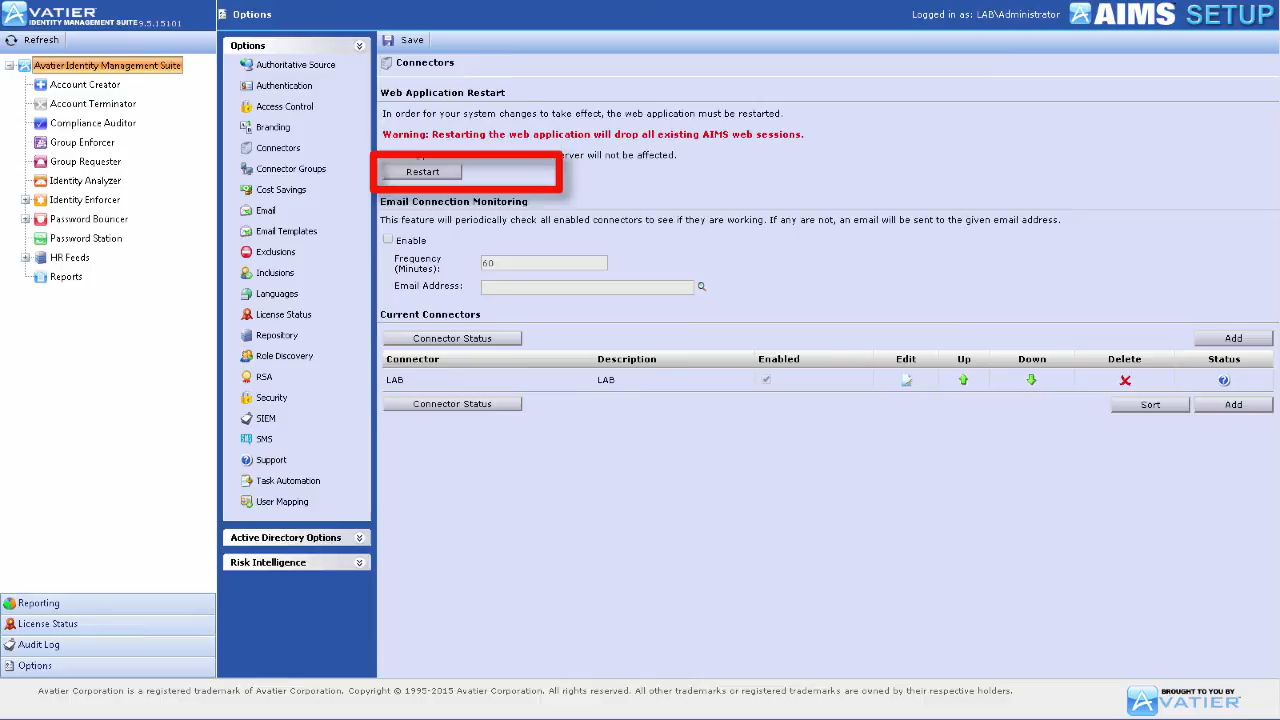 AVATIER
IDENTITY MANAGEMENT SUITE 9.5.15101
Options
Logged in as: LAB\Administrator
AIMS SETUP
Refresh
Avatier Identity Management Suite
Account Creator
Account Terminator
Compliance Auditor
Group Enforcer
Group Requester
Identity Analyzer
Identity Enforcer
Password Bouncer
Password Station
HR Feeds
Reports
Reporting
License Status
Audit Log
Options
Options
Authoritative Source
Authentication
Access Control
Branding
Connectors
Connector Groups
Cost Savings
Email
Email Templates
Exclusions
Inclusions
Languages
License Status
Repository
Role Discovery
RSA
Security
SIEM
SMS
Support
Task Automation
User Mapping
Active Directory Options
Risk Intelligence
Save
Connectors
Web Application Restart
In order for your system changes to take effect, the web application must be restarted.
Warning: Restarting the web application will drop all existing AIMS web sessions.
erver will not be affected.
Restart
Email Connection Monitoring
This feature will periodically check all enabled connectors to see if they are working. If any are not, an email will be sent to the given email address.
Enable
Frequency
(Minutes):
60
Email Address:
Current Connectors
Connector Status Add
Connector Description Enabled Edit Up Down Delete Status
LAB LAB
Connector Status Sort Add
Avatier Corporation is a registered trademark of Avatier Corporation. Copyright © 1995-2015 Avatier Corporation. All rights reserved. All other trademarks or registered trademarks are owned by their respective holders.
BROUGHT TO YOU BY
AVATIER